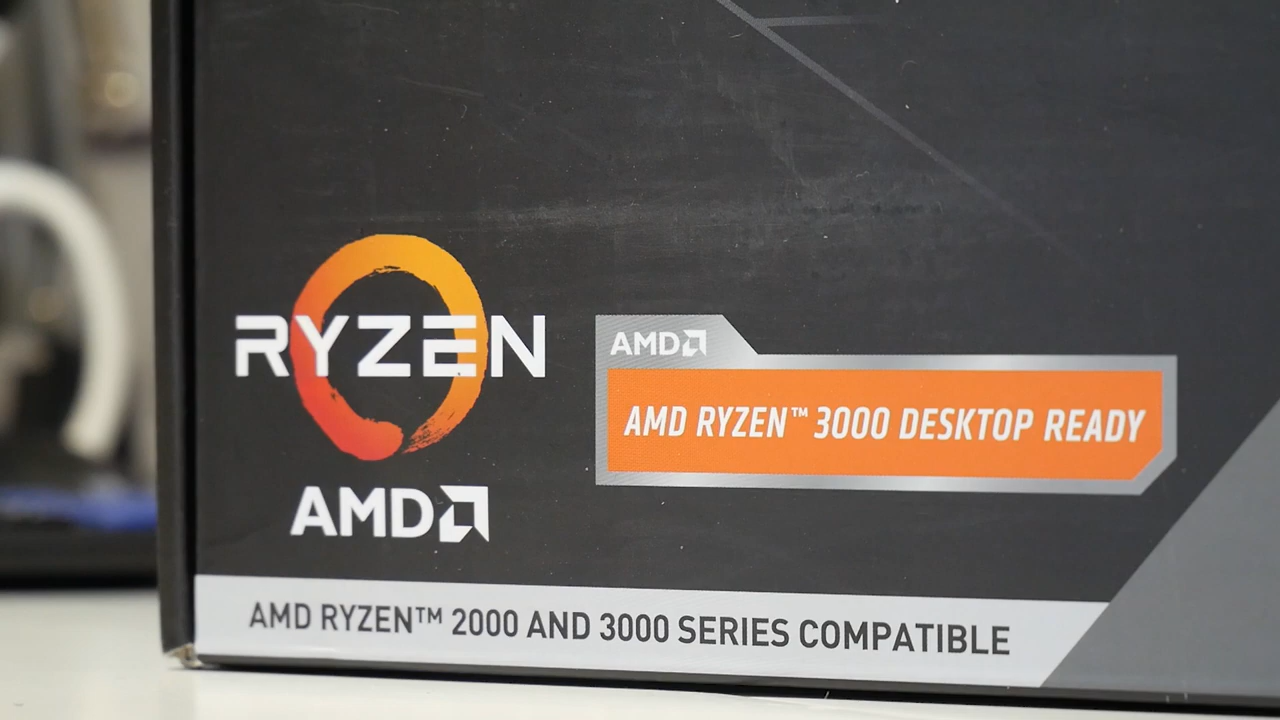 RYZEN
AMD
AMD
AMD RYZEN™ 3000 DESKTOP READY
AMD RYZEN™ 2000 AND 3000 SERIES COMPATIBLE